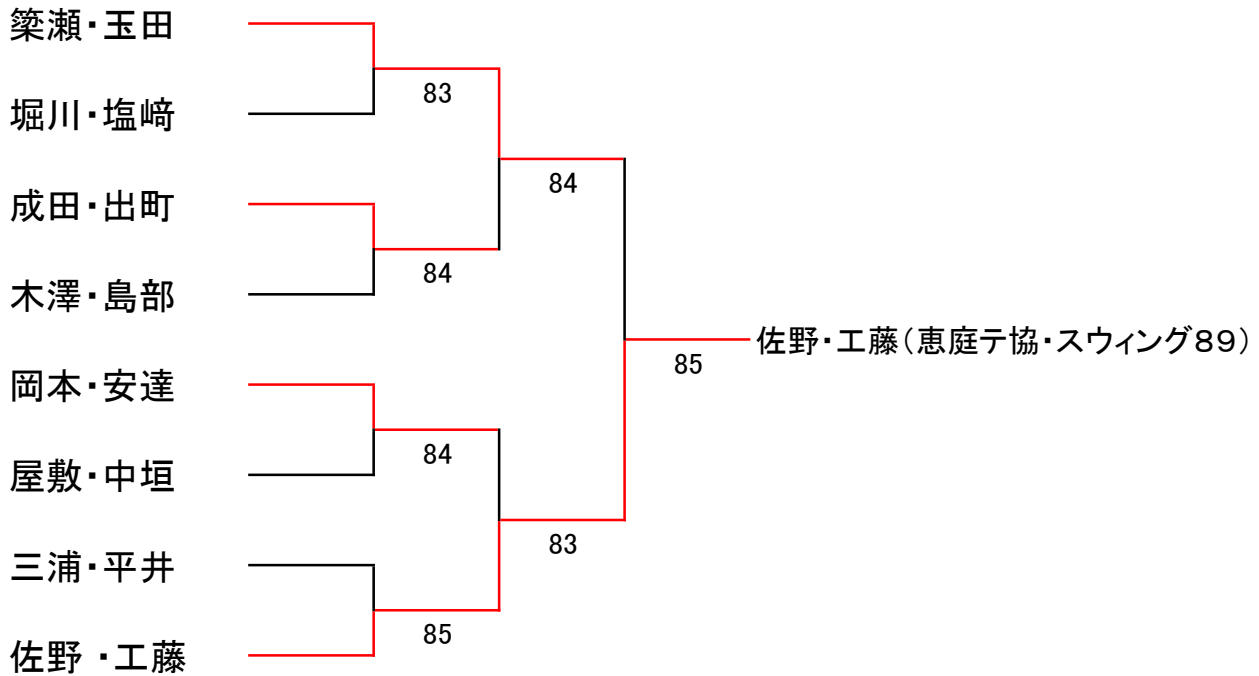 簗瀬・玉田
83
堀川・塩﨑
84
成田・出町
84
木澤・島部
佐野・工藤(恵庭テ協・スウィング89)
85
岡本・安達
84
屋敷・中垣
83
三浦・平井
85
佐野 ・工藤